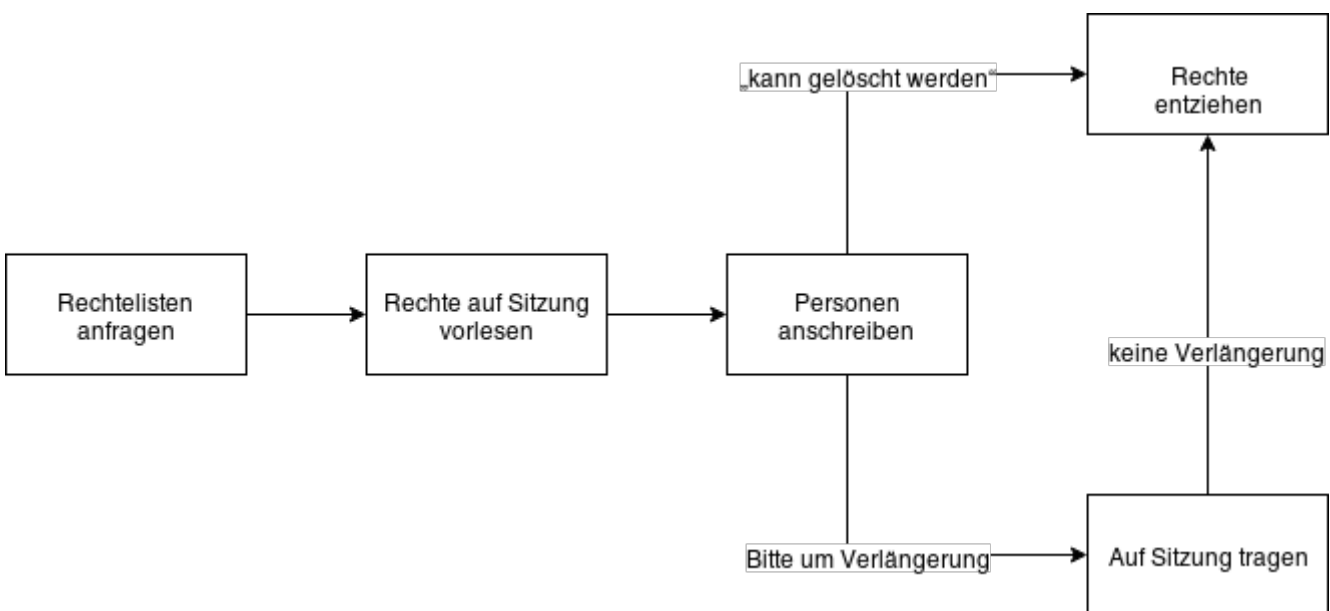 „kann gelöscht werden“
Rechte
entziehen
Rechtelisten
anfragen
Rechte auf Sitzung
vorlesen
Personen
anschreiben
keine Verlängerung
Bitte um Verlängerung
Auf Sitzung tragen